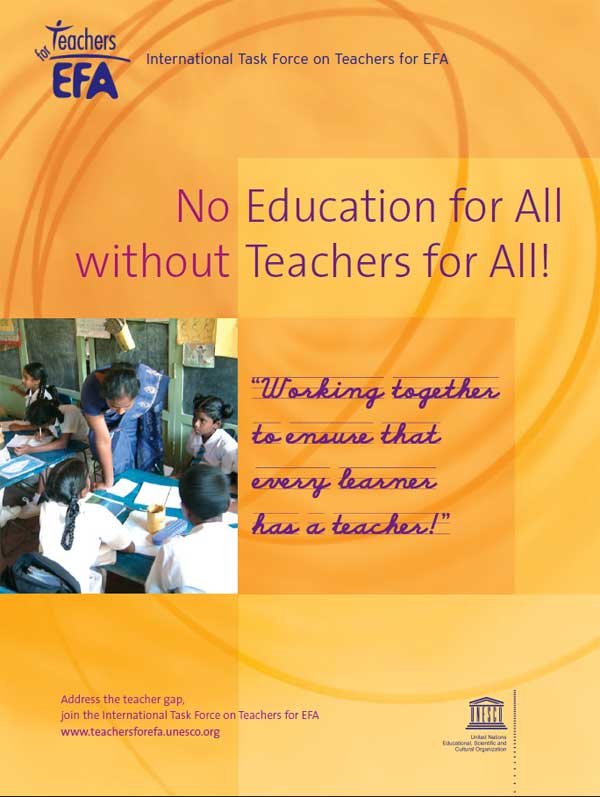 for Teachers
EFA
International Task Force on Teachers for EFA
No Education for All
without Teachers for All!
“Working together
to ensure that
every learner
has a teacher!”
Address the teacher gap,
join the International Task Force on Teachers for EFA
www.teachersforefa.unesco.org
UNESCO
United Nations
Educational, Scientific and
Cultural Organization